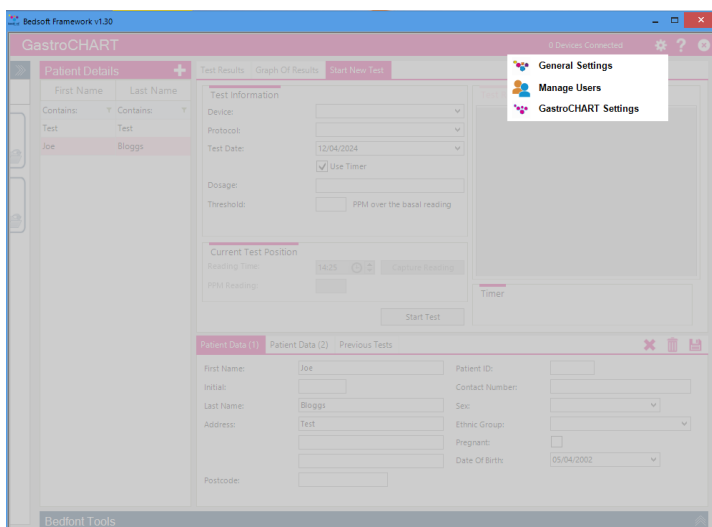 Bedsoft Framework v1.30
GastroCHART
0 Devices Connected
General Settings
Manage Users
GastroCHART Settings
Patient Details
First Name Last Name
Contains: Contains:
Test Test
Joe Bloggs
Test Results Graph Of Results Start New Test
Test Information
Device:
Protocol:
Test Date: 12/04/2024
Use Timer
Dosage:
Threshold: PPM over the basal reading
Current Test Position
Reading Time: 14:25 Capture Reading
PPM Reading:
Start Test
Timer
Patient Data (1) Patient Data (2) Previous Tests
First Name: Joe
Initial:
Last Name: Bloggs
Address: Test
Postcode:
Patient ID:
Contact Number:
Sex:
Ethnic Group:
Pregnant:
Date Of Birth: 05/04/2002
Bedfont Tools